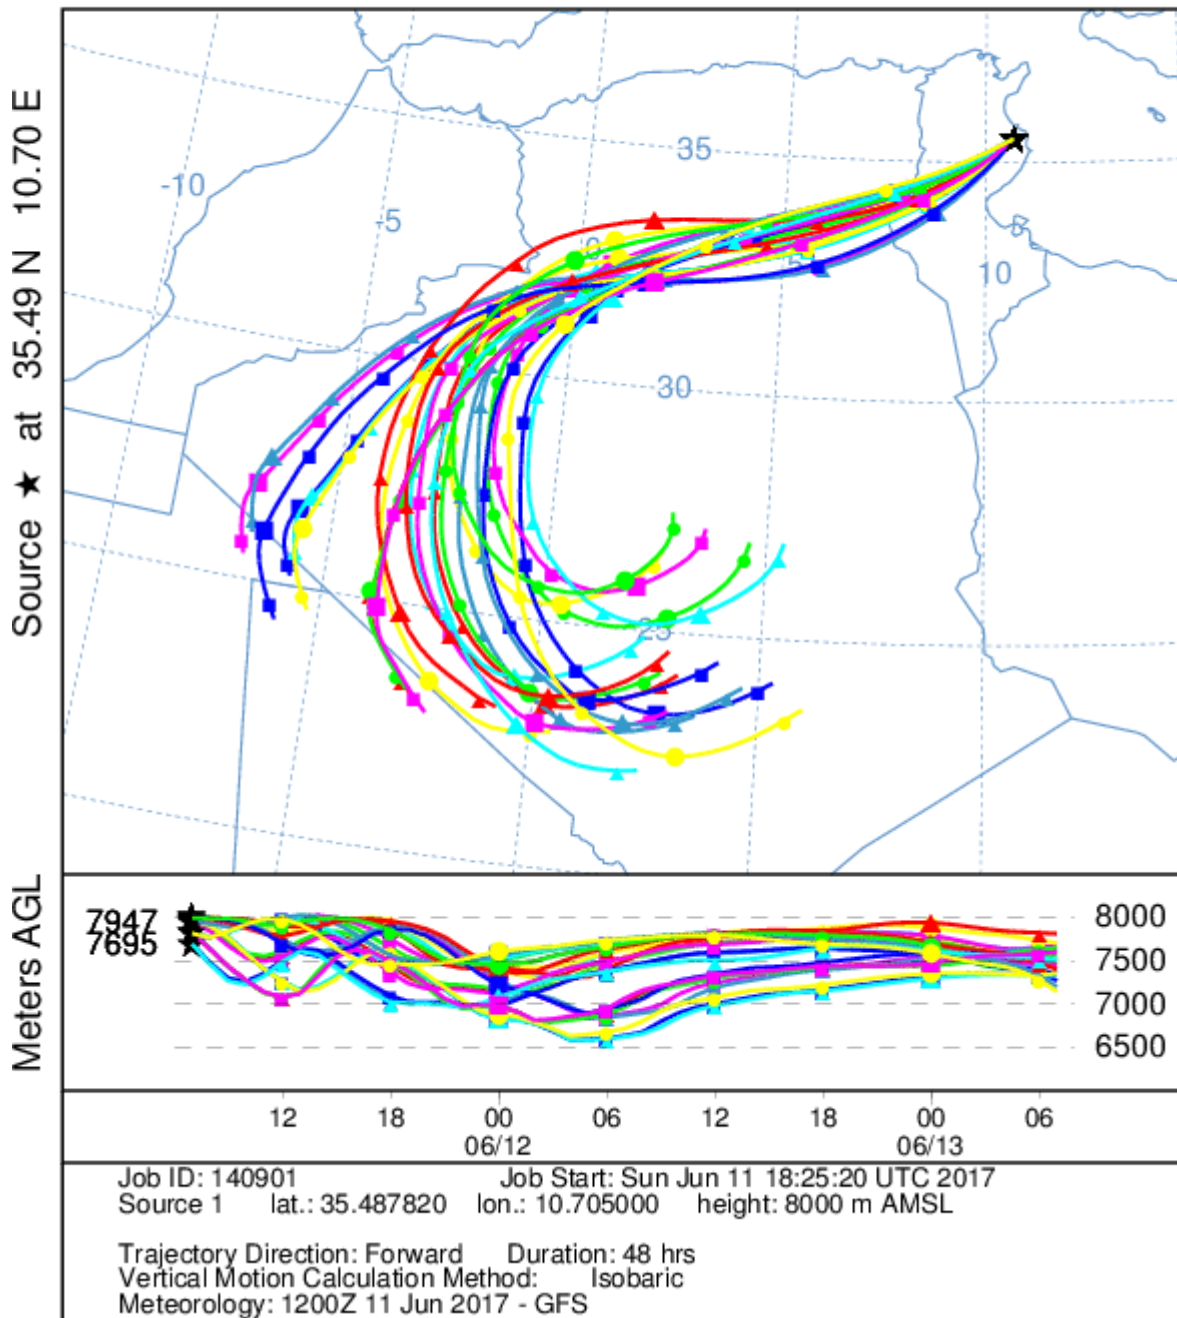 Source ★ at 35.49 N 10.70 E
-10
-5
35
5
10
30
25
Meters AGL
7947
7695
8000
7500
7000
6500
12 18 00 06 12 18 00 06
06/12 06/13
Job ID: 140901 Job Start: Sun Jun 11 18:25:20 UTC 2017
Source 1 lat.: 35.487820 lon.: 10.705000 height: 8000 m AMSL
Trajectory Direction: Forward Duration: 48 hrs
Vertical Motion Calculation Method: Isobaric
Meteorology: 1200Z 11 Jun 2017 - GFS